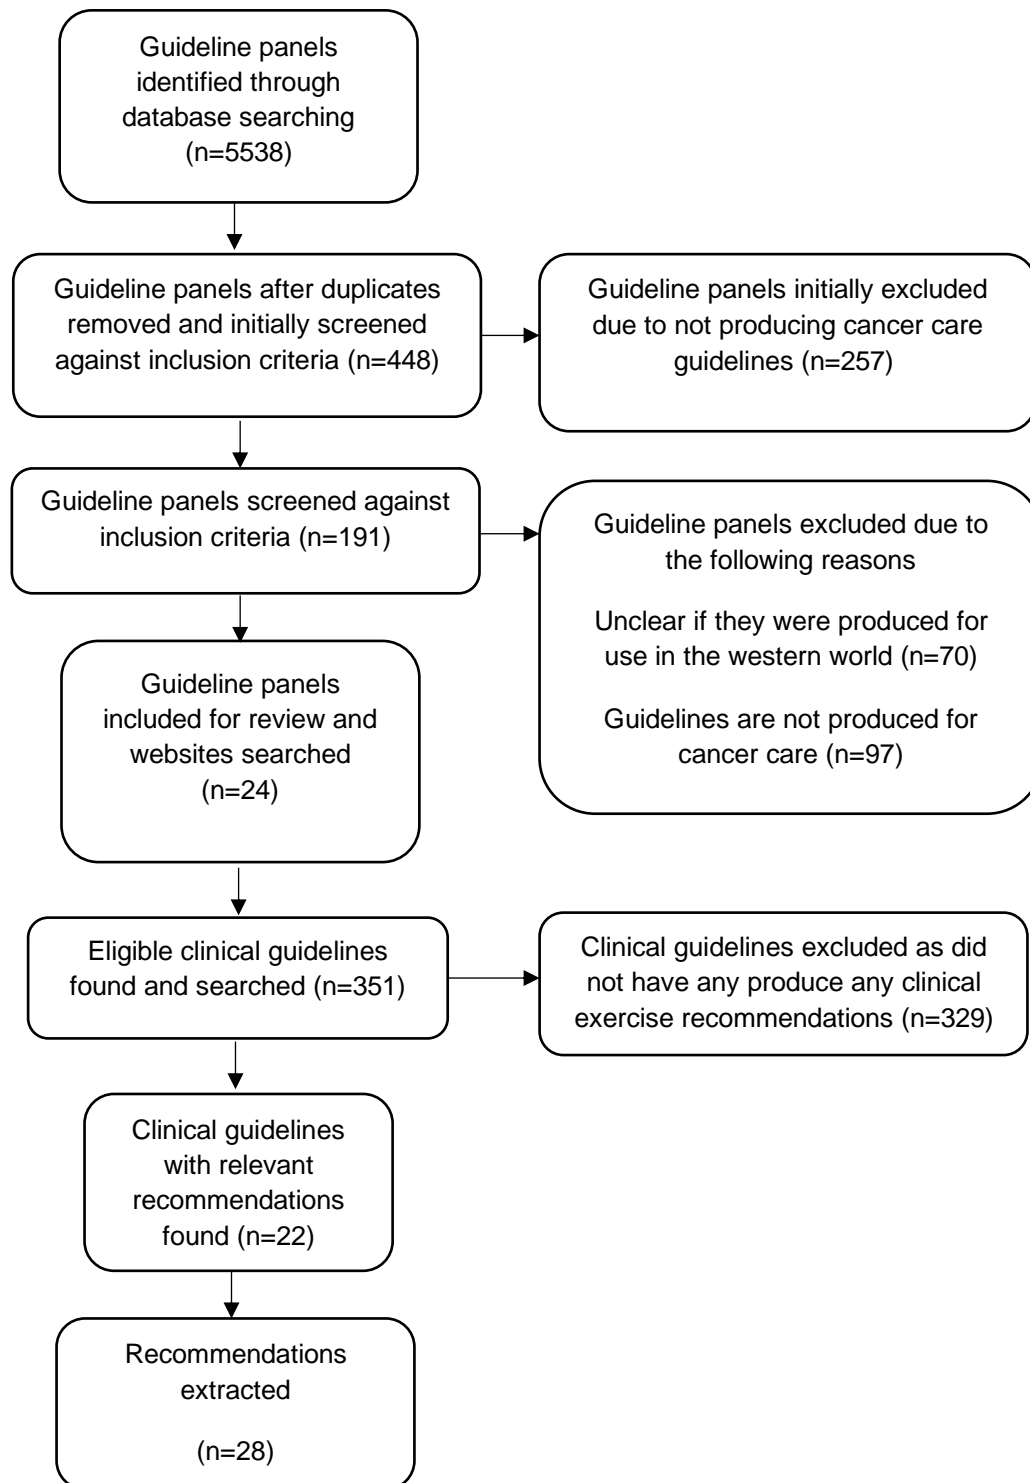 Guideline panels
identified through
database searching
(n=5538)
Guideline panels after duplicates
removed and initially screened
against inclusion criteria (n=448)
Guideline panels initially excluded
due to not producing cancer care
guidelines (n=257)
Guideline panels screened against
inclusion criteria (n=191)
Guideline panels excluded due to
the following reasons
Unclear if they were produced for
use in the western world (n=70)
Guidelines are not produced for
cancer care (n=97)
Guideline panels
included for review and
websites searched
(n=24)
Eligible clinical guidelines
found and searched (n=351)
Clinical guidelines excluded as did
not have any produce any clinical
exercise recommendations (n=329)
Clinical guidelines
with relevant
recommendations
found (n=22)
Recommendations
extracted
(n=28)